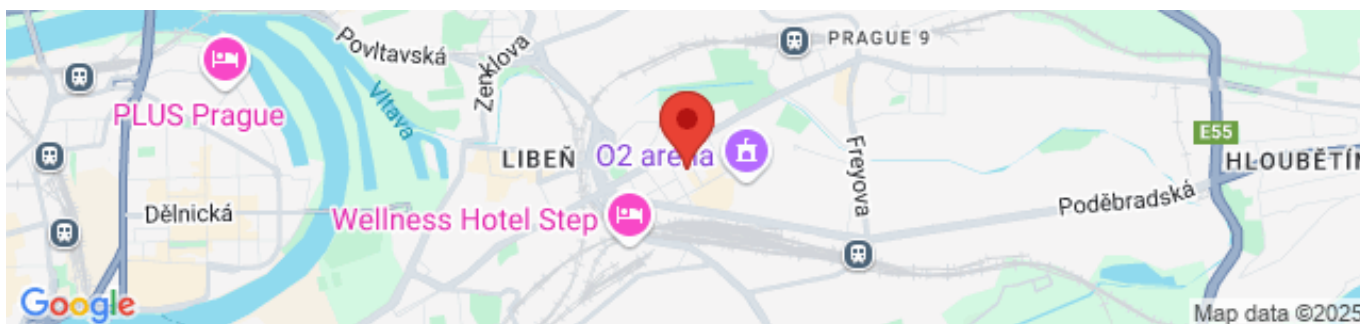 Povltavská
Zenklova
PRAGUE 9
PLUS Prague
Vltava
E55
LIBEŇ
O2 arena
Freyova
HLOUBĚTÍN
Dělnická
Wellness Hotel Step
Poděbradská
Google
Map data ©2025